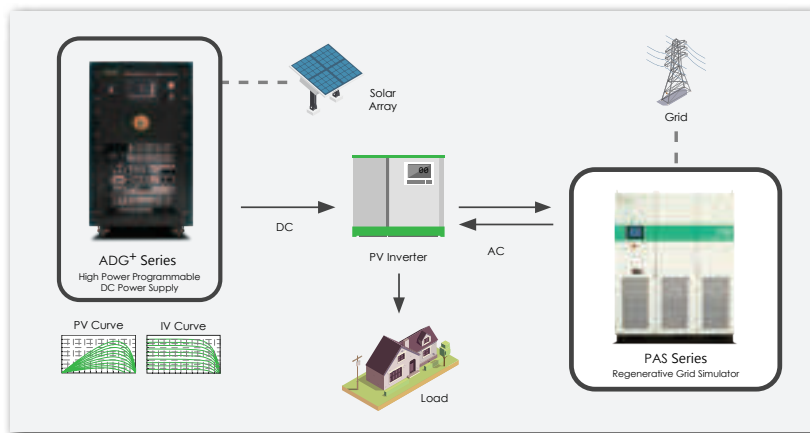 Solar
Array
Grid
DC
AC
ADG+ Series
High Power Programmable
DC Power Supply
PV Inverter
PV Curve
IV Curve
Load
PAS Series
Regenerative Grid Simulator